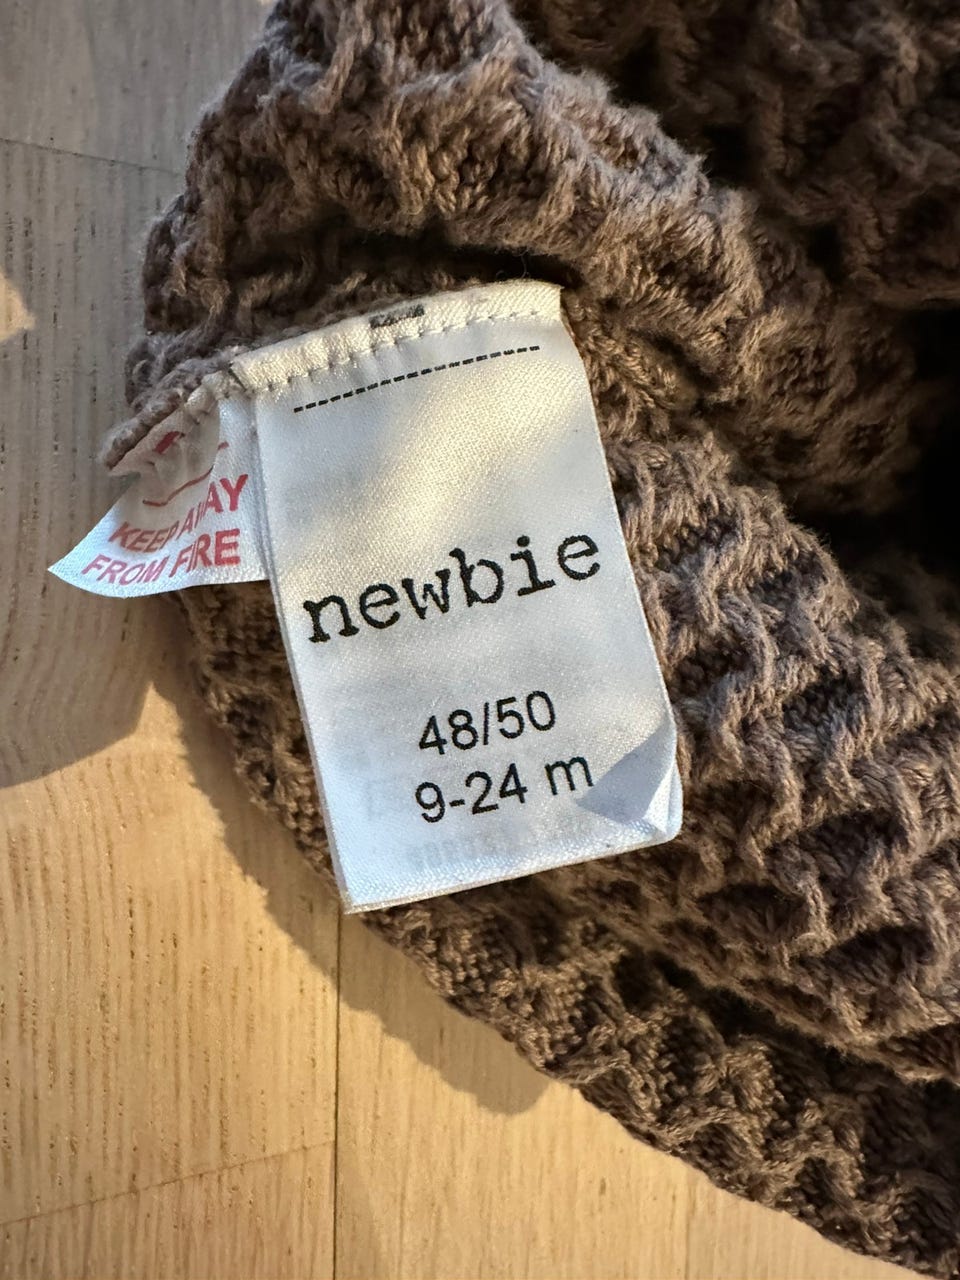 KEEP AWAY
FROM FIRE
newbie
48/50
9-24 m